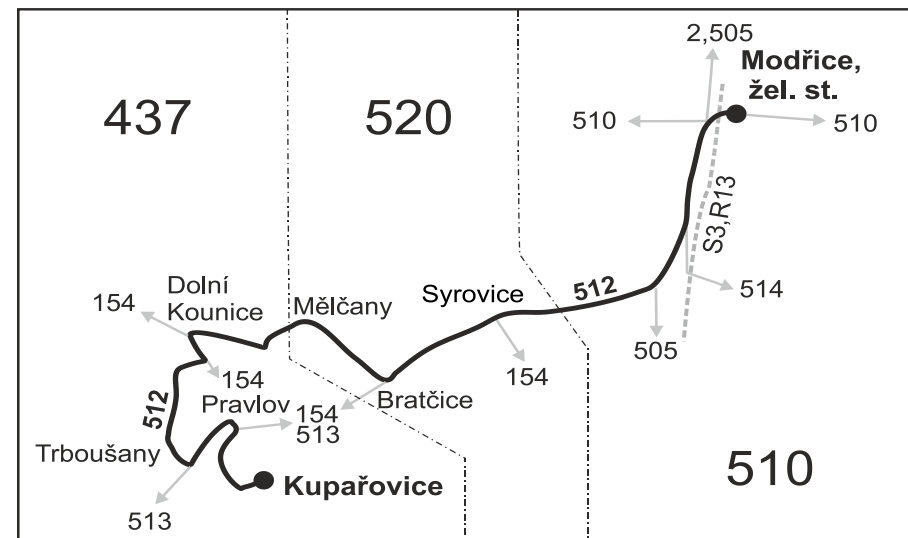 2,505
Modřice,
žel. st.
437
520
510
510
S3,R13
Dolní
Kounice
154
Mělčany
Syrovice
512
514
505
154
154
Pravlov
154
513
Bratčice
512
Trboušany
513
Kupařovice
510